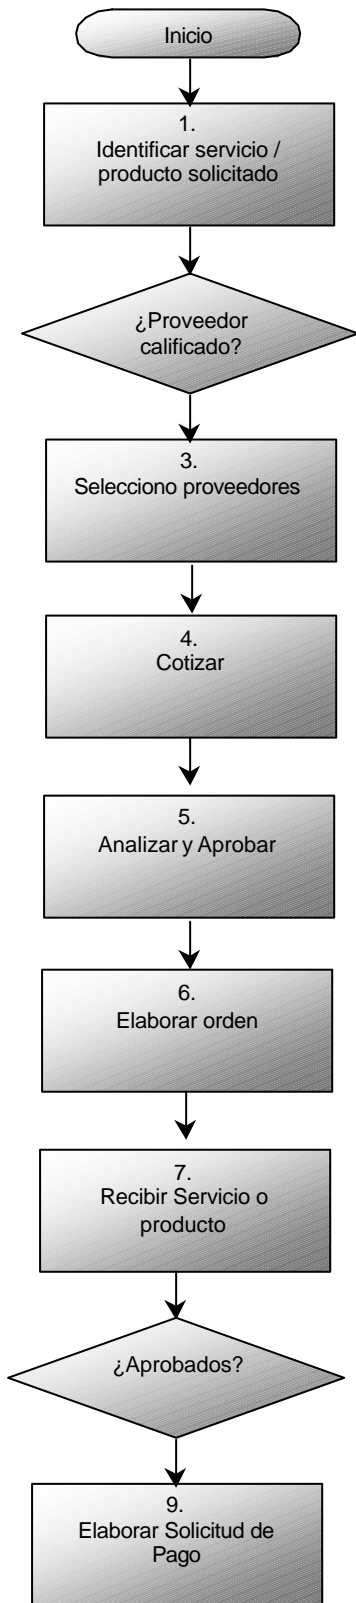 Inicio
1.
Identificar servicio /
producto solicitado
¿Proveedor
calificado?
3.
Selecciono proveedores
4.
Cotizar
5.
Analizar y Aprobar
6.
Elaborar orden
7.
Recibir Servicio o
producto
¿Aprobados?
9.
Elaborar Solicitud de
Pago